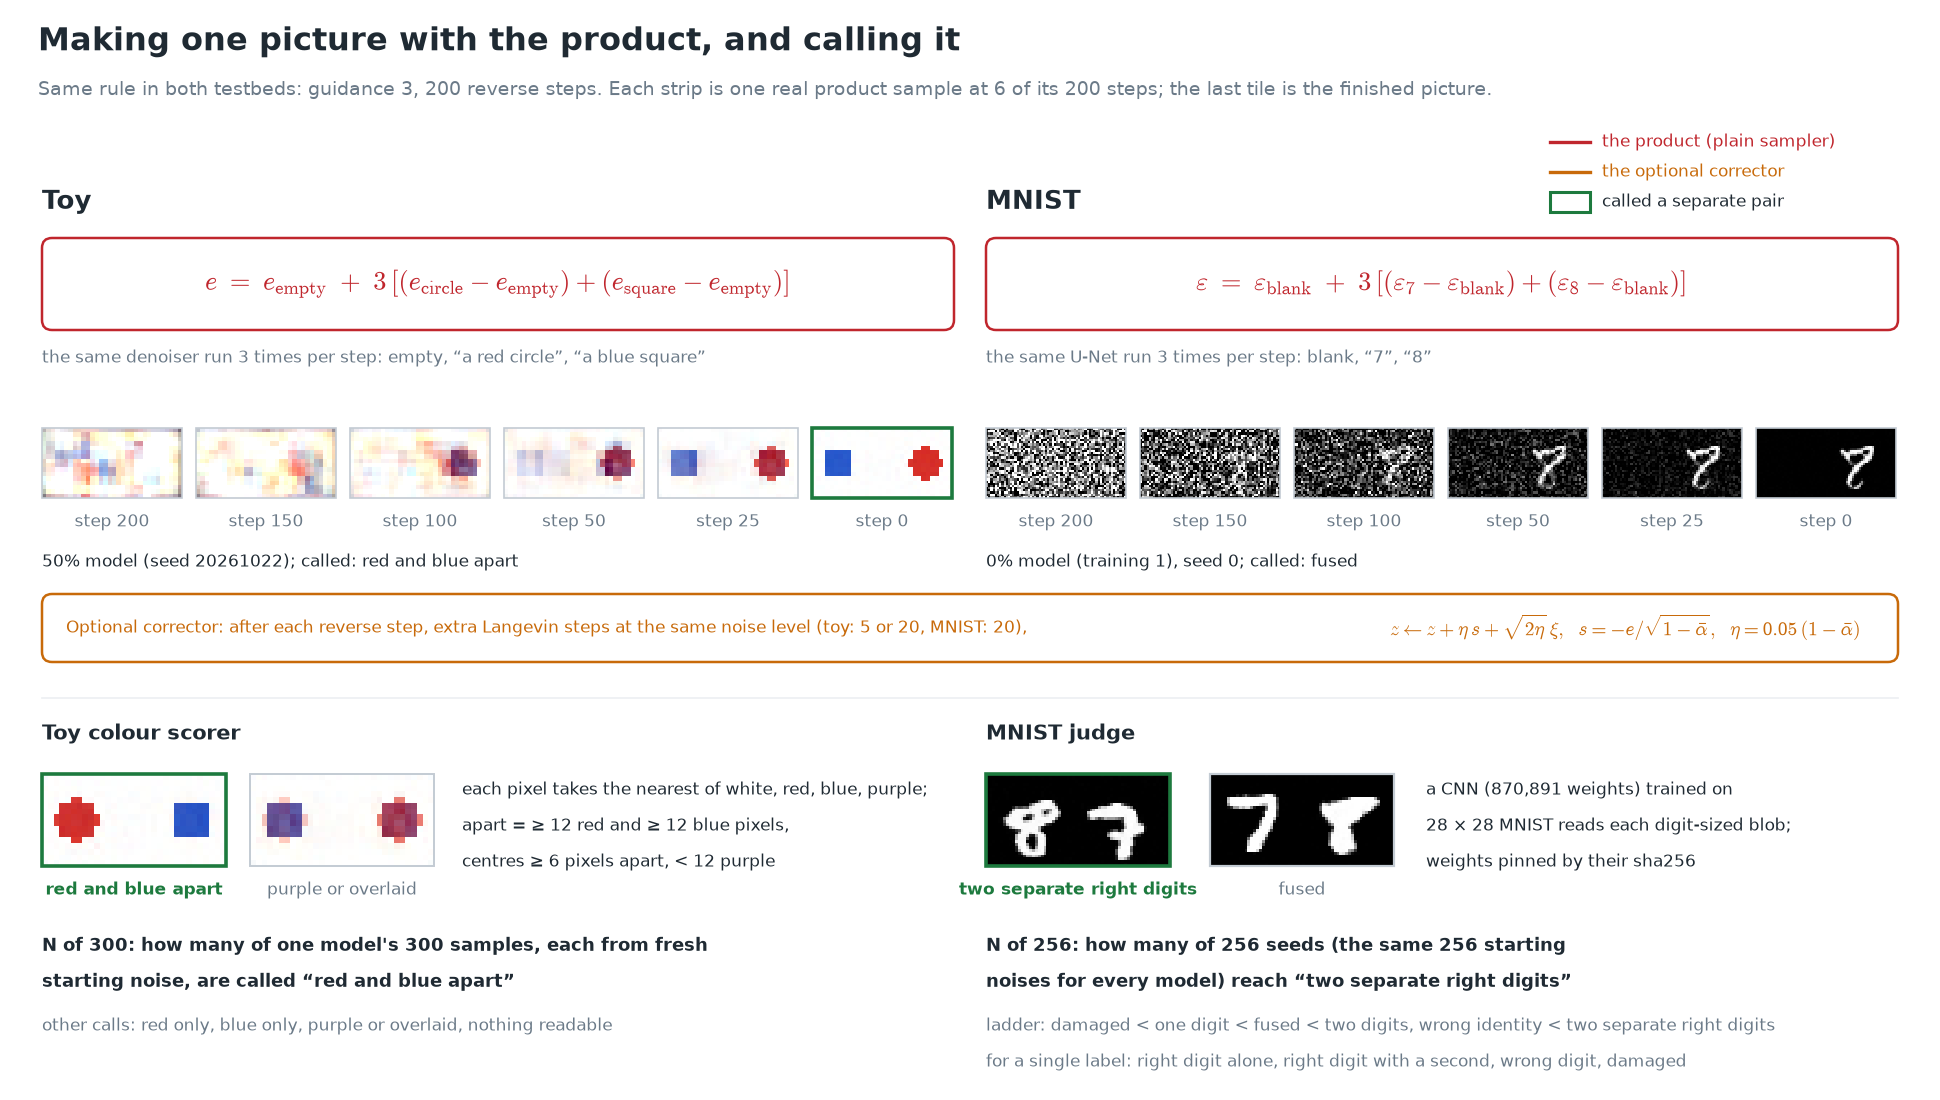 Making one picture with the product, and calling it
Same rule in both testbeds: guidance 3, 200 reverse steps. Each strip is one real product sample at 6 of its 200 steps; the last tile is the finished picture.
the product (plain sampler)
the optional corrector
called a separate pair
Toy
e = e_empty + 3 [(e_circle − e_empty) + (e_square − e_empty)]
the same denoiser run 3 times per step: empty, “a red circle”, “a blue square”
step 200 step 150 step 100 step 50 step 25 step 0
50% model (seed 20261022); called: red and blue apart
MNIST
ε = ε_blank + 3 [(ε_7 − ε_blank) + (ε_8 − ε_blank)]
the same U-Net run 3 times per step: blank, “7”, “8”
step 200 step 150 step 100 step 50 step 25 step 0
0% model (training 1), seed 0; called: fused
Optional corrector: after each reverse step, extra Langevin steps at the same noise level (toy: 5 or 20, MNIST: 20), z ← z + η s + √2η ξ, s = −e/√1 − ᾱ, η = 0.05 (1 − ᾱ)
Toy colour scorer
each pixel takes the nearest of white, red, blue, purple;
apart = ≥ 12 red and ≥ 12 blue pixels,
centres ≥ 6 pixels apart, < 12 purple
red and blue apart purple or overlaid
N of 300: how many of one model's 300 samples, each from fresh
starting noise, are called “red and blue apart”
other calls: red only, blue only, purple or overlaid, nothing readable
MNIST judge
a CNN (870,891 weights) trained on
28 × 28 MNIST reads each digit-sized blob;
weights pinned by their sha256
two separate right digits fused
N of 256: how many of 256 seeds (the same 256 starting
noises for every model) reach “two separate right digits”
ladder: damaged < one digit < fused < two digits, wrong identity < two separate right digits
for a single label: right digit alone, right digit with a second, wrong digit, damaged